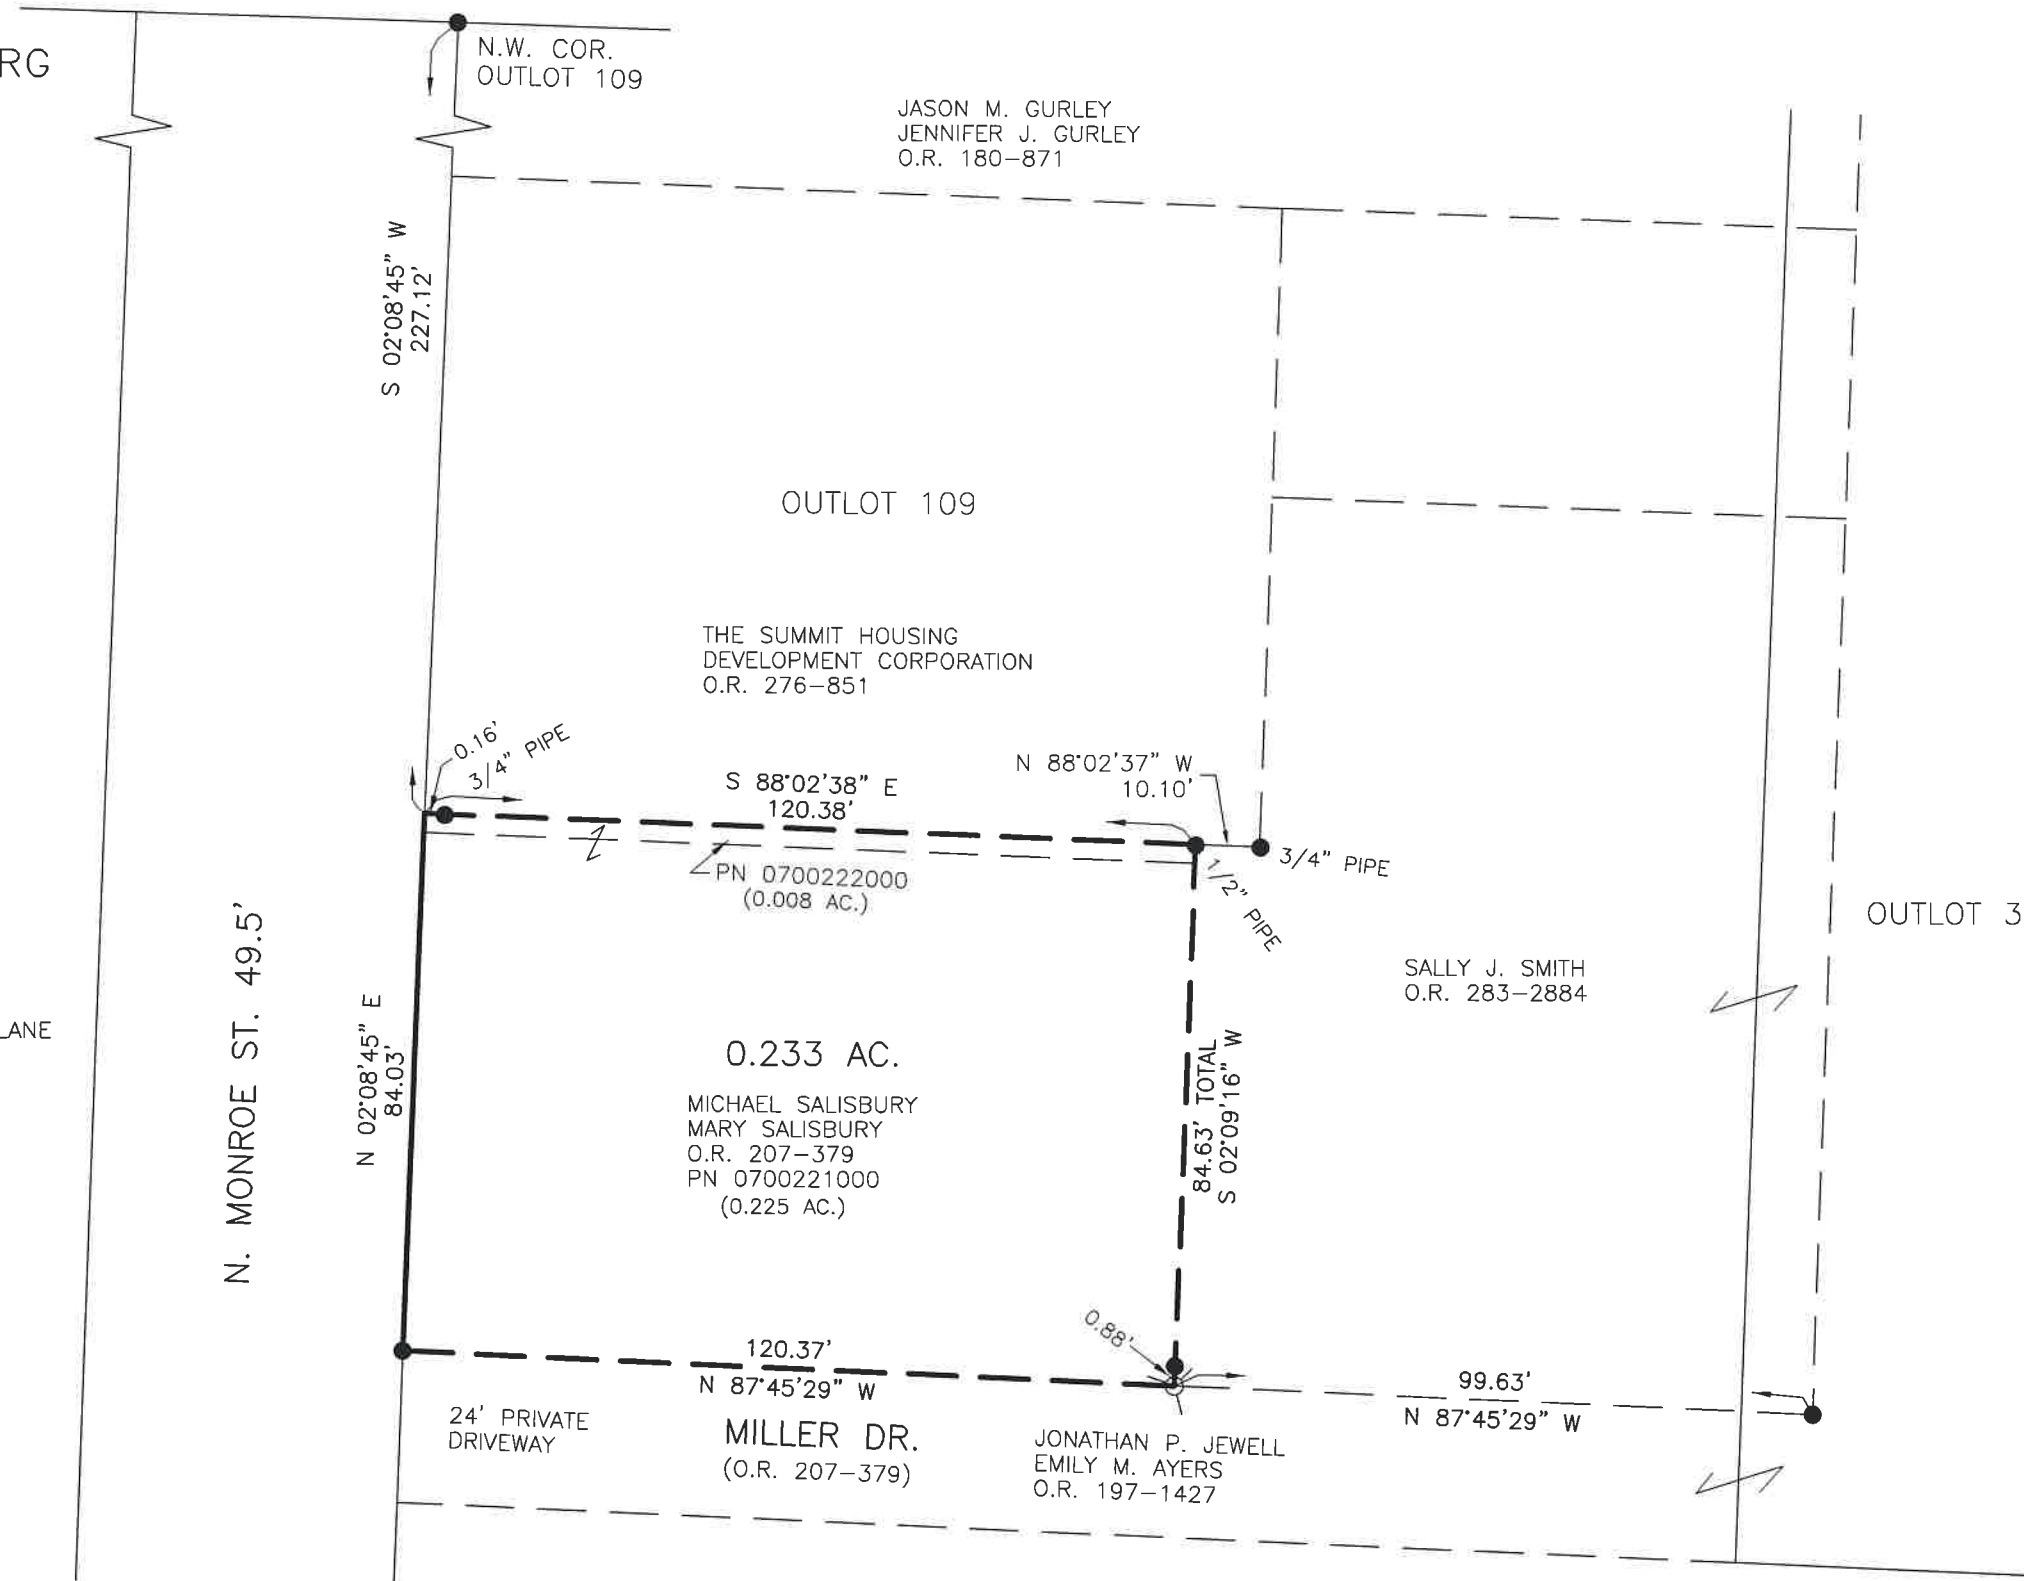 RG
N.W. COR.
OUTLOT 109
JASON M. GURLEY
JENNIFER J. GURLEY
O.R. 180-871
S 02°08'45" W
227.12'
OUTLOT 109
THE SUMMIT HOUSING
DEVELOPMENT CORPORATION
O.R. 276-851
0.16'
3/4" PIPE
S 88°02'38" E
120.38'
N 88°02'37" W
10.10'
3/4" PIPE
1/2" PIPE
PN 0700222000
(0.008 AC.)
OUTLOT 3
SALLY J. SMITH
O.R. 283-2884
LANE
N. MONROE ST. 49.5'
N 02°08'45" E
84.03'
0.233 AC.
MICHAEL SALISBURY
MARY SALISBURY
O.R. 207-379
PN 0700221000
(0.225 AC.)
84.63' TOTAL
S 02°09'16" W
0.88'
120.37'
N 87°45'29" W
99.63'
N 87°45'29" W
24' PRIVATE
DRIVEWAY
MILLER DR.
(O.R. 207-379)
JONATHAN P. JEWELL
EMILY M. AYERS
O.R. 197-1427